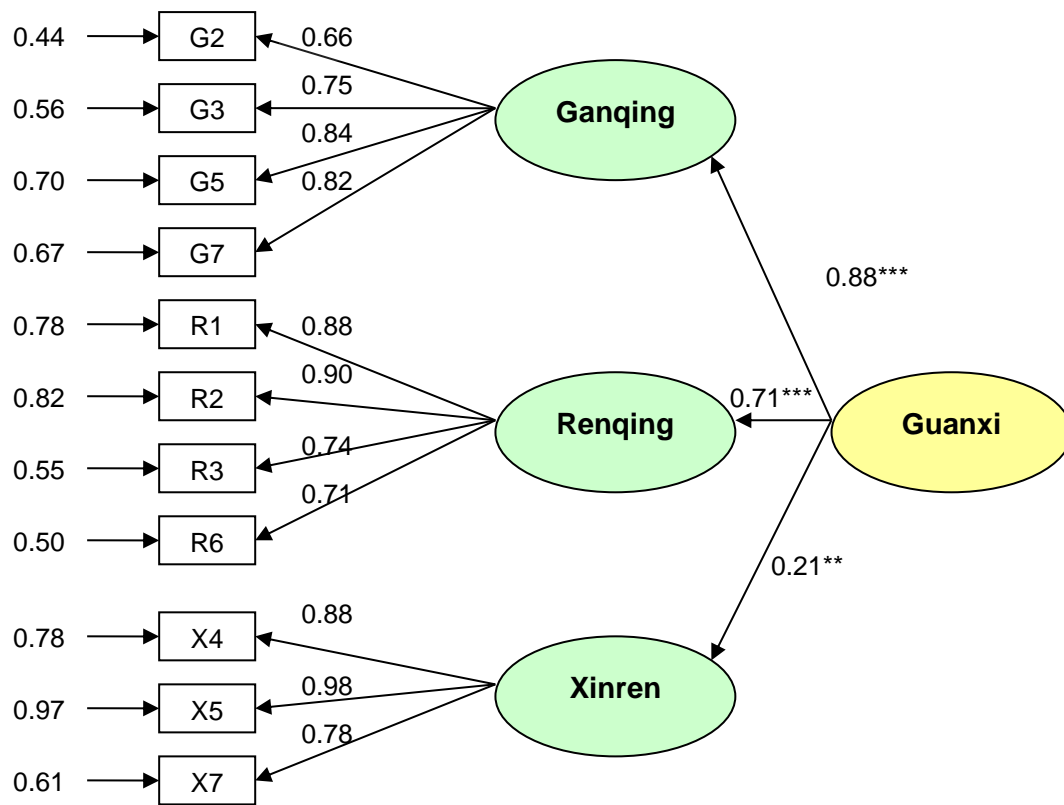 0.44 G2 0.66
0.56 G3 0.75 Ganqing
0.70 G5 0.84
0.67 G7 0.82
0.88***
0.78 R1 0.88
0.82 R2 0.90 0.71***
Renqing Guanxi
0.55 R3 0.74
0.50 R6 0.71
0.21**
0.78 X4 0.88
0.97 X5 0.98 Xinren
0.61 X7 0.78